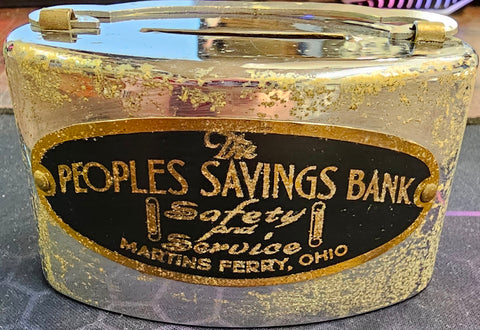 The
PEOPLES SAVINGS BANK
Safety
and
Service
MARTINS FERRY, OHIO